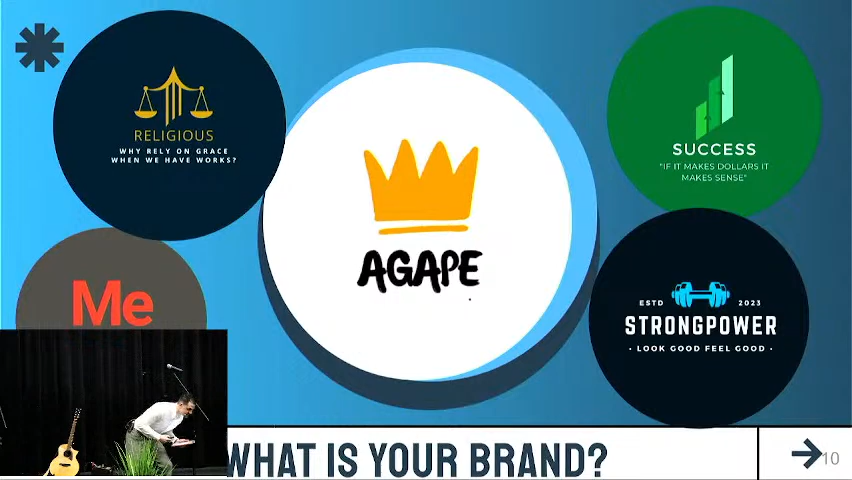 RELIGIOUS
WHY RELY ON GRACE
WHEN WE HAVE WORKS?
AGAPE
SUCCESS
"IF IT MAKES DOLLARS IT
MAKES SENSE"
Me
ESTD 2023
STRONGPOWER
• LOOK GOOD FEEL GOOD •
WHAT IS YOUR BRAND?
10